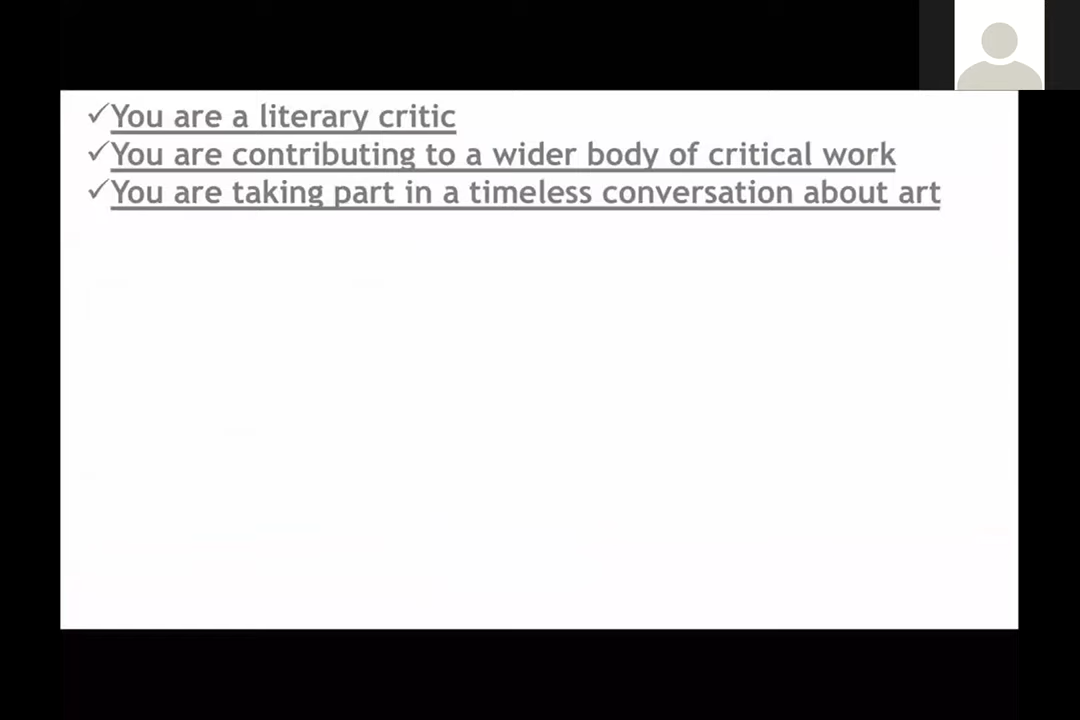 ✓You are a literary critic
✓You are contributing to a wider body of critical work
✓You are taking part in a timeless conversation about art